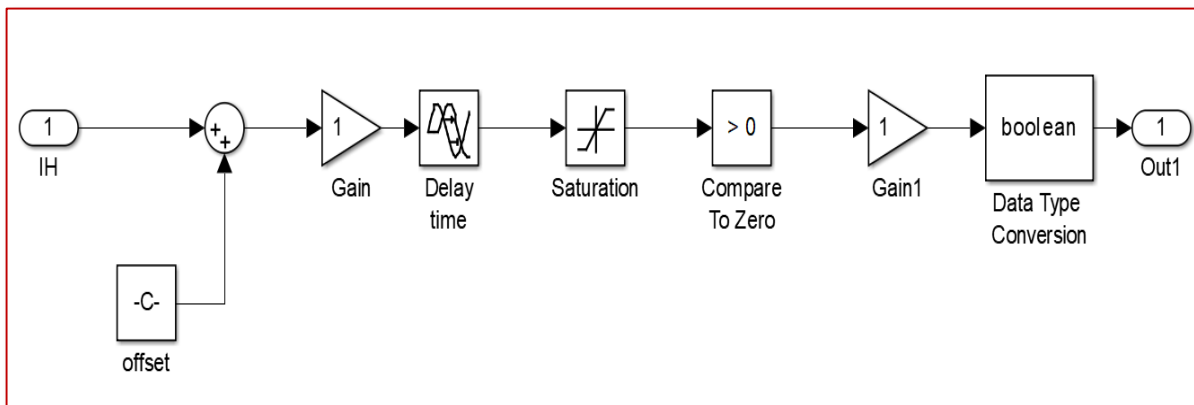 1
IH
+
+
-C-
offset
1
Gain
Delay
time
Saturation
> 0
Compare
To Zero
1
Gain1
boolean
Data Type
Conversion
1
Out1